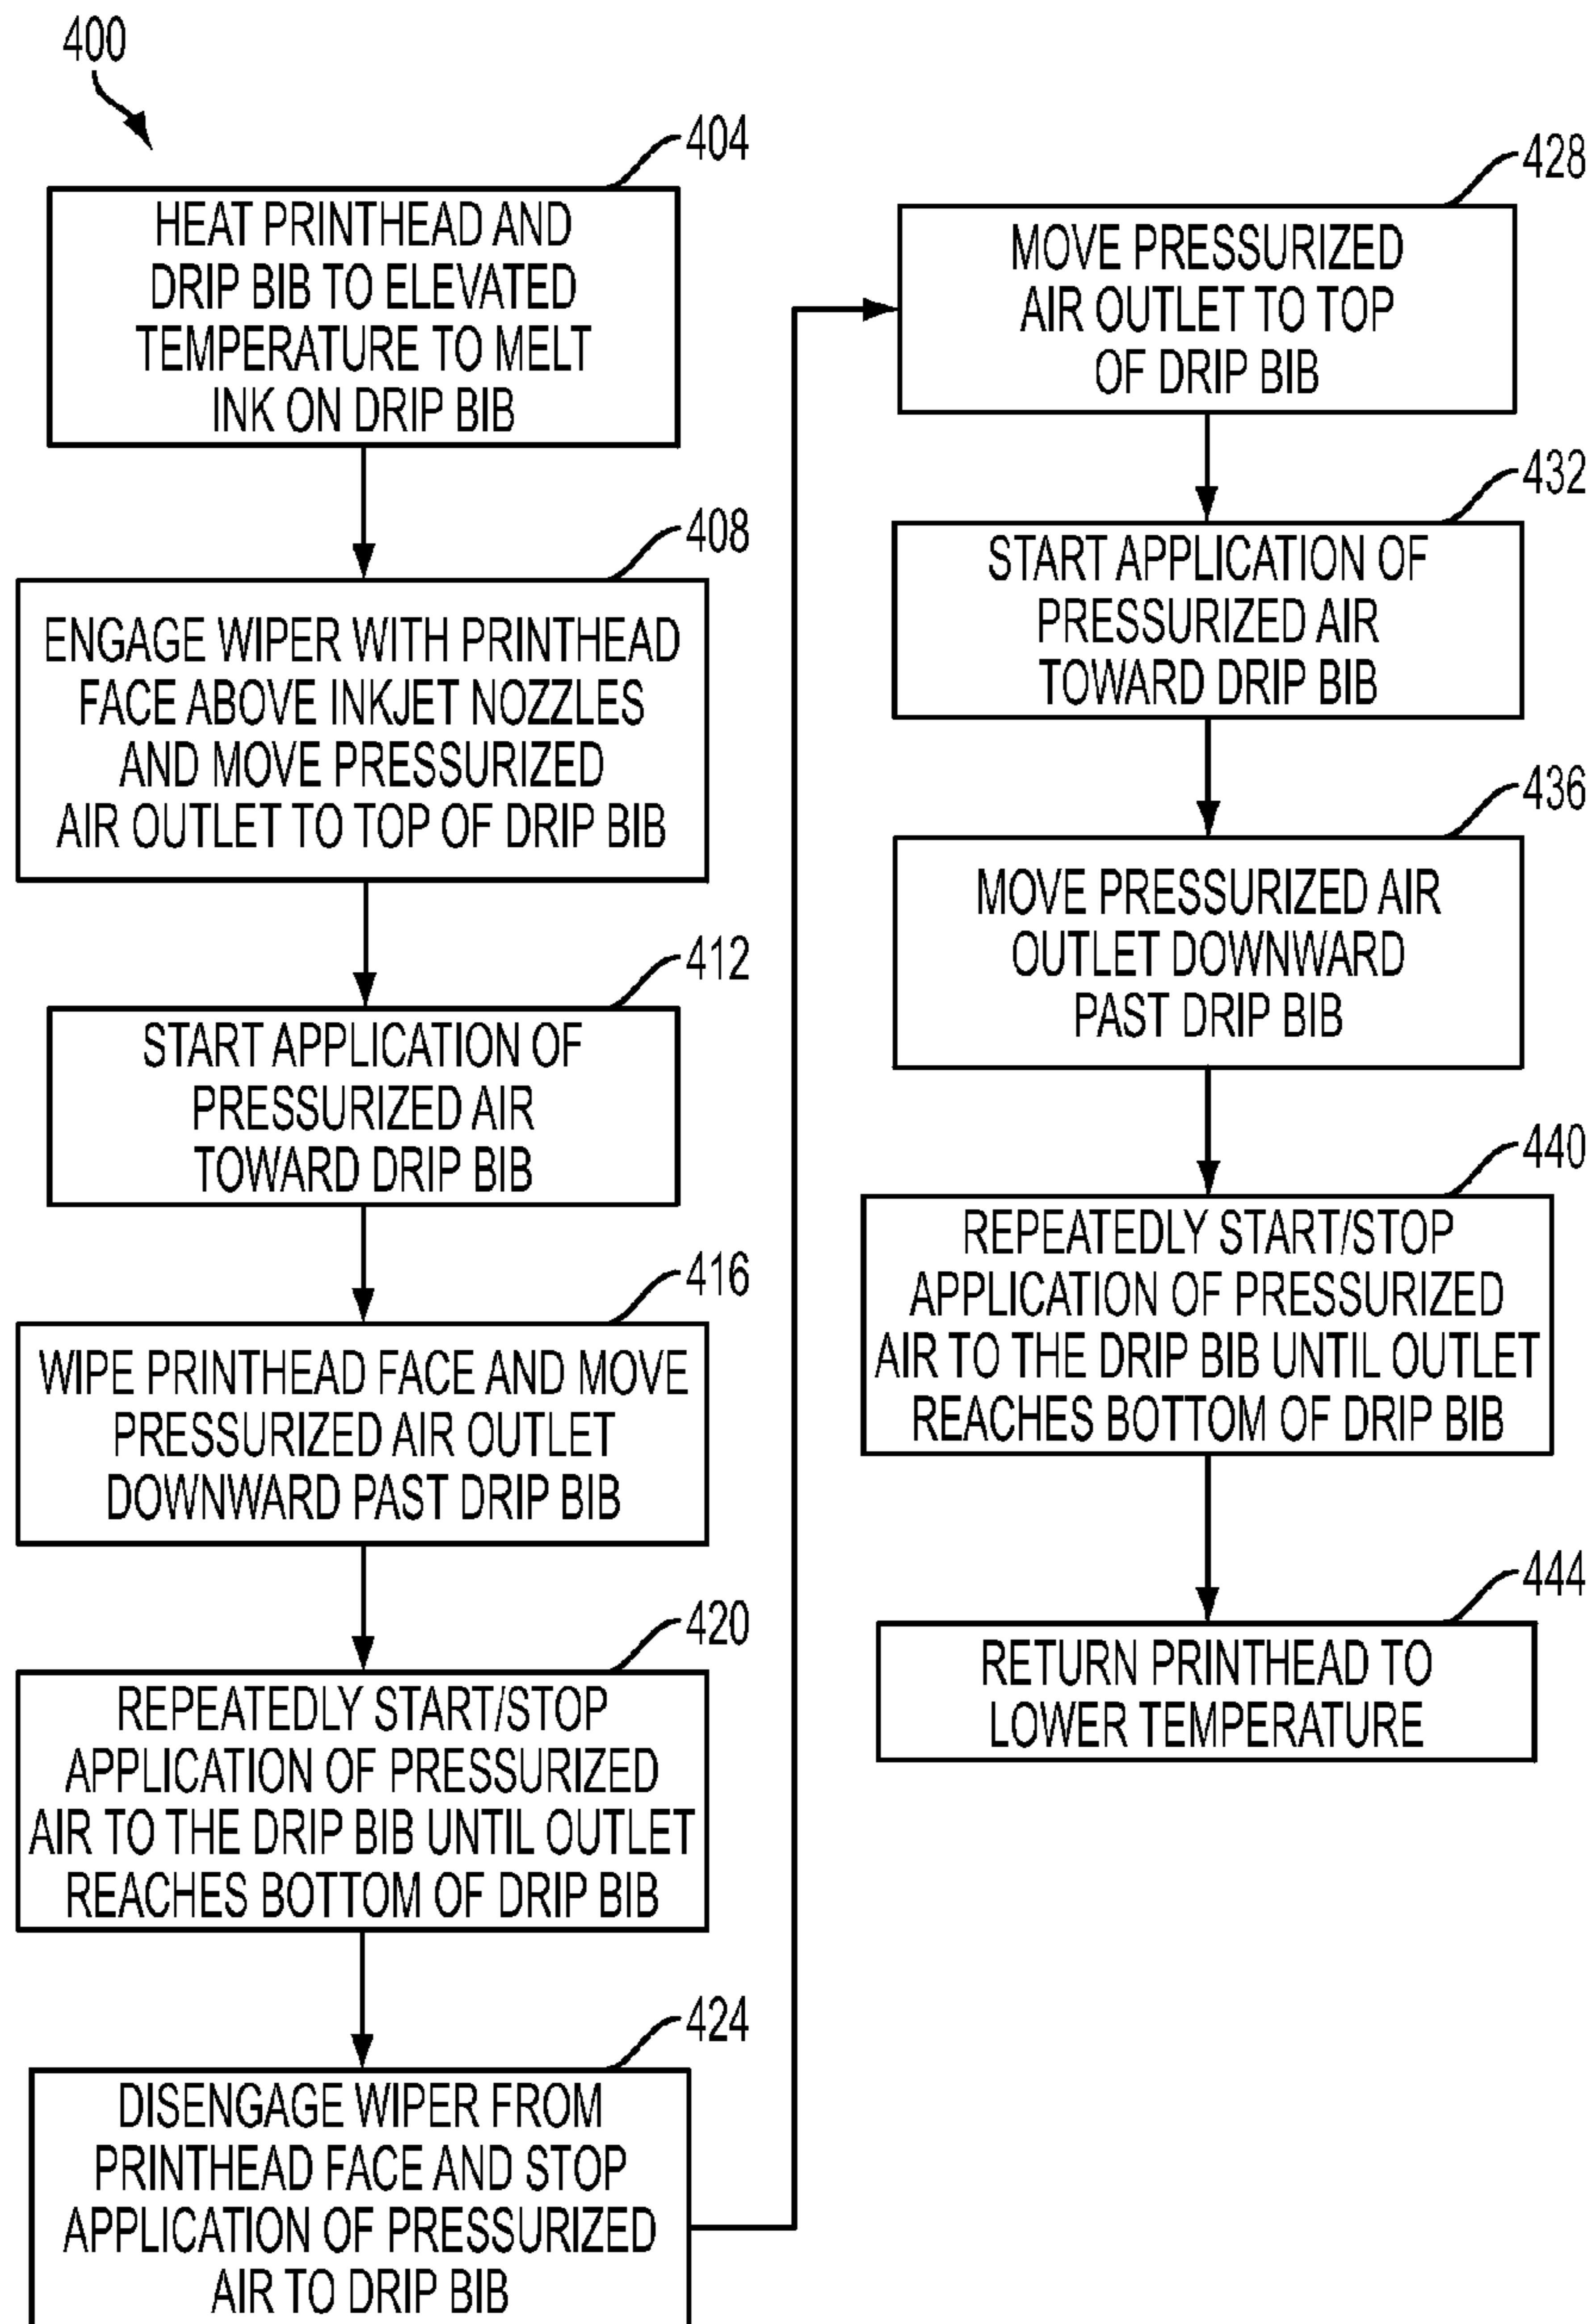 400
404
HEAT PRINTHEAD AND
DRIP BIB TO ELEVATED
TEMPERATURE TO MELT
INK ON DRIP BIB
408
ENGAGE WIPER WITH PRINTHEAD
FACE ABOVE INKJET NOZZLES
AND MOVE PRESSURIZED
AIR OUTLET TO TOP OF DRIP BIB
412
START APPLICATION OF
PRESSURIZED AIR
TOWARD DRIP BIB
416
WIPE PRINTHEAD FACE AND MOVE
PRESSURIZED AIR OUTLET
DOWNWARD PAST DRIP BIB
420
REPEATEDLY START/STOP
APPLICATION OF PRESSURIZED
AIR TO THE DRIP BIB UNTIL OUTLET
REACHES BOTTOM OF DRIP BIB
424
DISENGAGE WIPER FROM
PRINTHEAD FACE AND STOP
APPLICATION OF PRESSURIZED
AIR TO DRIP BIB
428
MOVE PRESSURIZED
AIR OUTLET TO TOP
OF DRIP BIB
432
START APPLICATION OF
PRESSURIZED AIR
TOWARD DRIP BIB
436
MOVE PRESSURIZED AIR
OUTLET DOWNWARD
PAST DRIP BIB
440
REPEATEDLY START/STOP
APPLICATION OF PRESSURIZED
AIR TO THE DRIP BIB UNTIL OUTLET
REACHES BOTTOM OF DRIP BIB
444
RETURN PRINTHEAD TO
LOWER TEMPERATURE